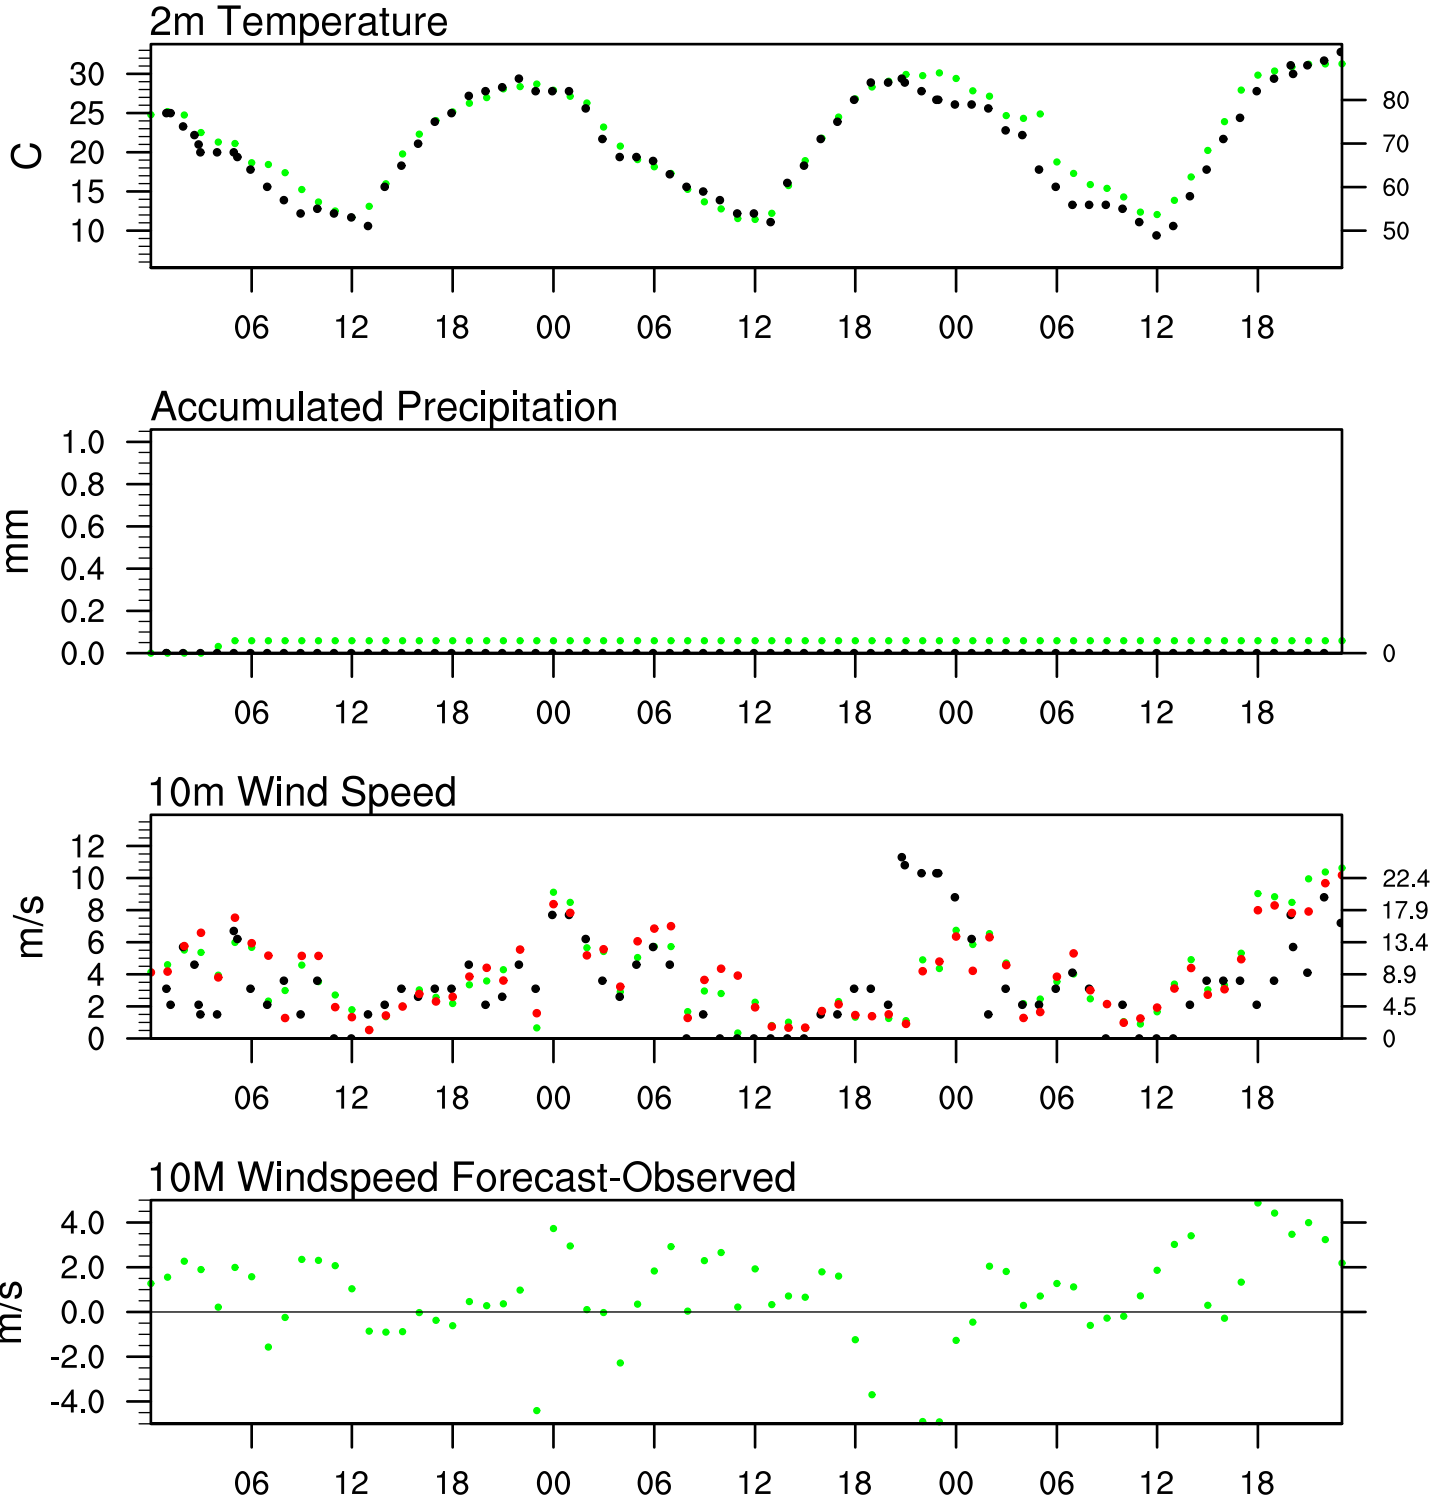 2m Temperature
30
25
20
15
10
C
80
70
60
50
06 12 18 00 06 12 18 00 06 12 18
Accumulated Precipitation
1.0
0.8
0.6
0.4
0.2
0.0
mm
0
06 12 18 00 06 12 18 00 06 12 18
10m Wind Speed
12
10
8
6
4
2
0
m/s
22.4
17.9
13.4
8.9
4.5
0
06 12 18 00 06 12 18 00 06 12 18
10M Windspeed Forecast-Observed
4.0
2.0
0.0
-2.0
-4.0
m/s
06 12 18 00 06 12 18 00 06 12 18